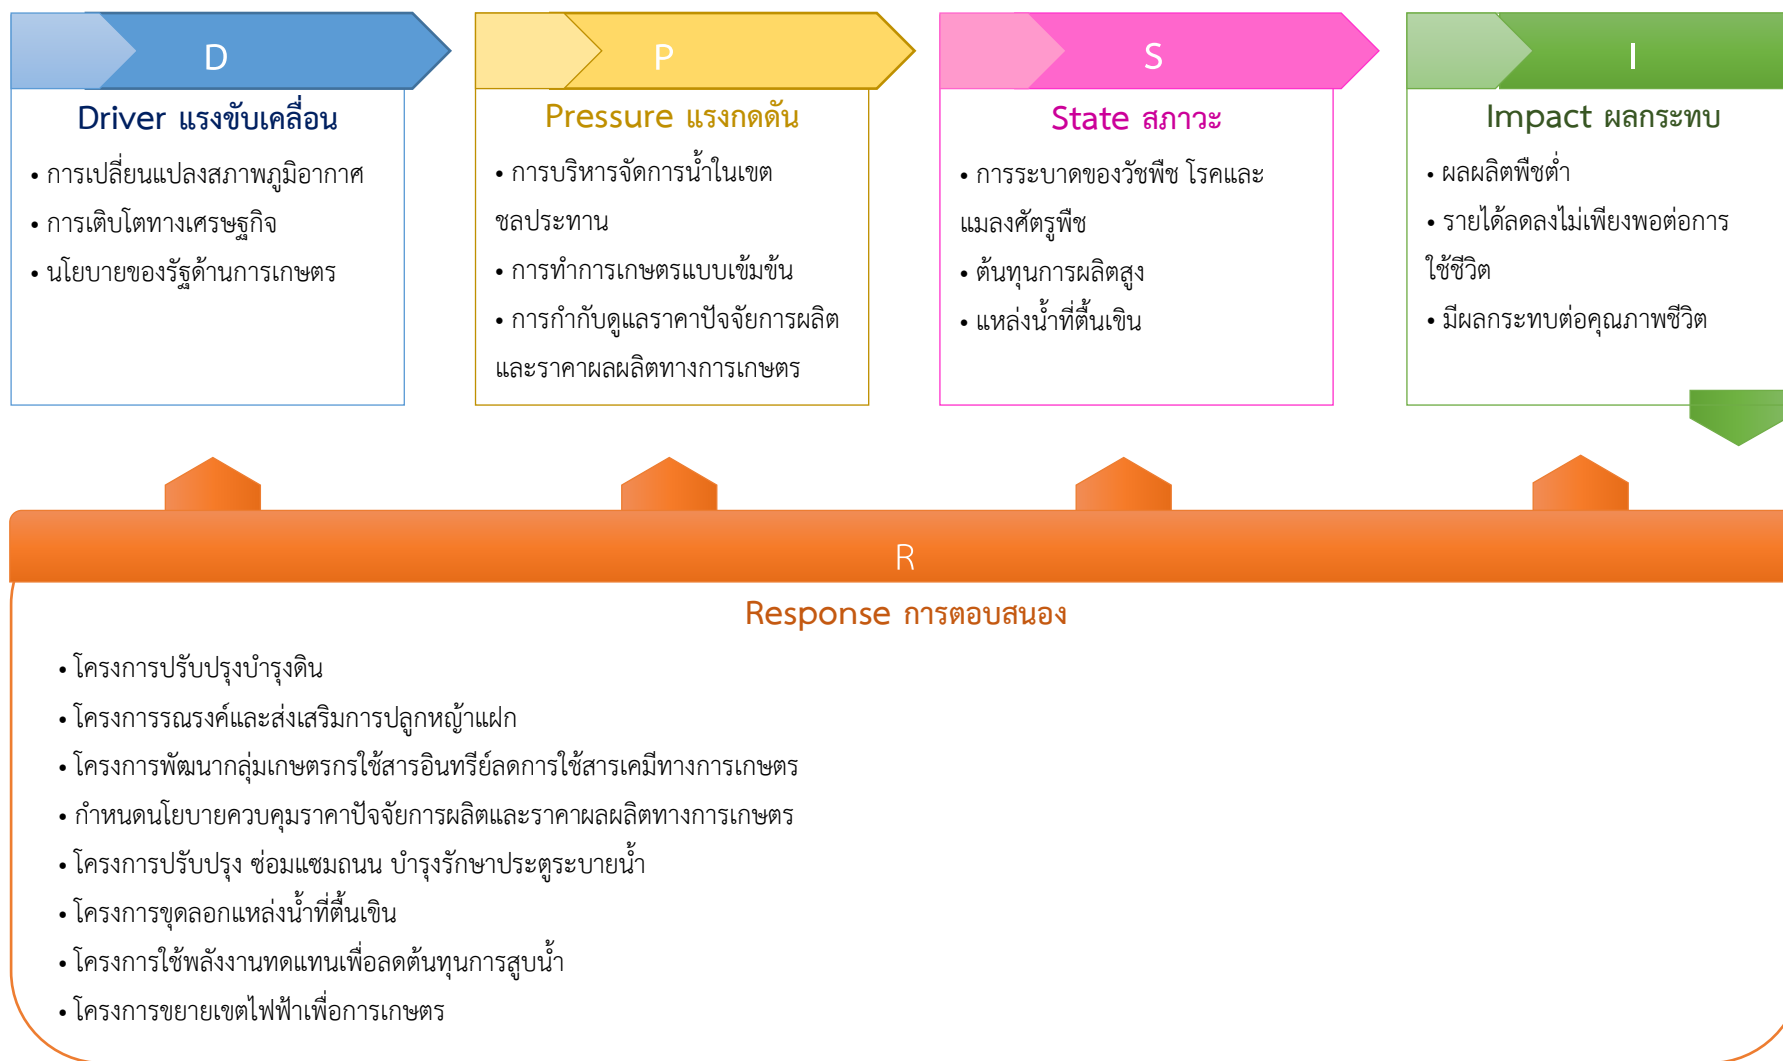 D
Driver แรงขับเคลื่อน
• การเปลี่ยนแปลงสภาพภูมิอากาศ
• การเติบโตทางเศรษฐกิจ
• นโยบายของรัฐด้านการเกษตร
P
Pressure แรงกดดัน
• การบริหารจัดการน้ำในเขต
ชลประทาน
• การทำการเกษตรแบบเข้มข้น
• การกำกับดูแลราคาปัจจัยการผลิต
และราคาผลผลิตทางการเกษตร
S
State สภาวะ
• การระบาดของวัชพืช โรคและ
แมลงศัตรูพืช
• ต้นทุนการผลิตสูง
• แหล่งน้ำที่ตื้นเขิน
I
Impact ผลกระทบ
• ผลผลิตพืชต่ำ
• รายได้ลดลงไม่เพียงพอต่อการ
ใช้ชีวิต
• มีผลกระทบต่อคุณภาพชีวิต
R
Response การตอบสนอง
• โครงการปรับปรุงบำรุงดิน
• โครงการรณรงค์และส่งเสริมการปลูกหญ้าแฝก
• โครงการพัฒนากลุ่มเกษตรกรใช้สารอินทรีย์ลดการใช้สารเคมีทางการเกษตร
• กำหนดนโยบายควบคุมราคาปัจจัยการผลิตและราคาผลผลิตทางการเกษตร
• โครงการปรับปรุง ซ่อมแซมถนน บำรุงรักษาประตูระบายน้ำ
• โครงการขุดลอกแหล่งน้ำที่ตื้นเขิน
• โครงการใช้พลังงานทดแทนเพื่อลดต้นทุนการสูบน้ำ
• โครงการขยายเขตไฟฟ้าเพื่อการเกษตร